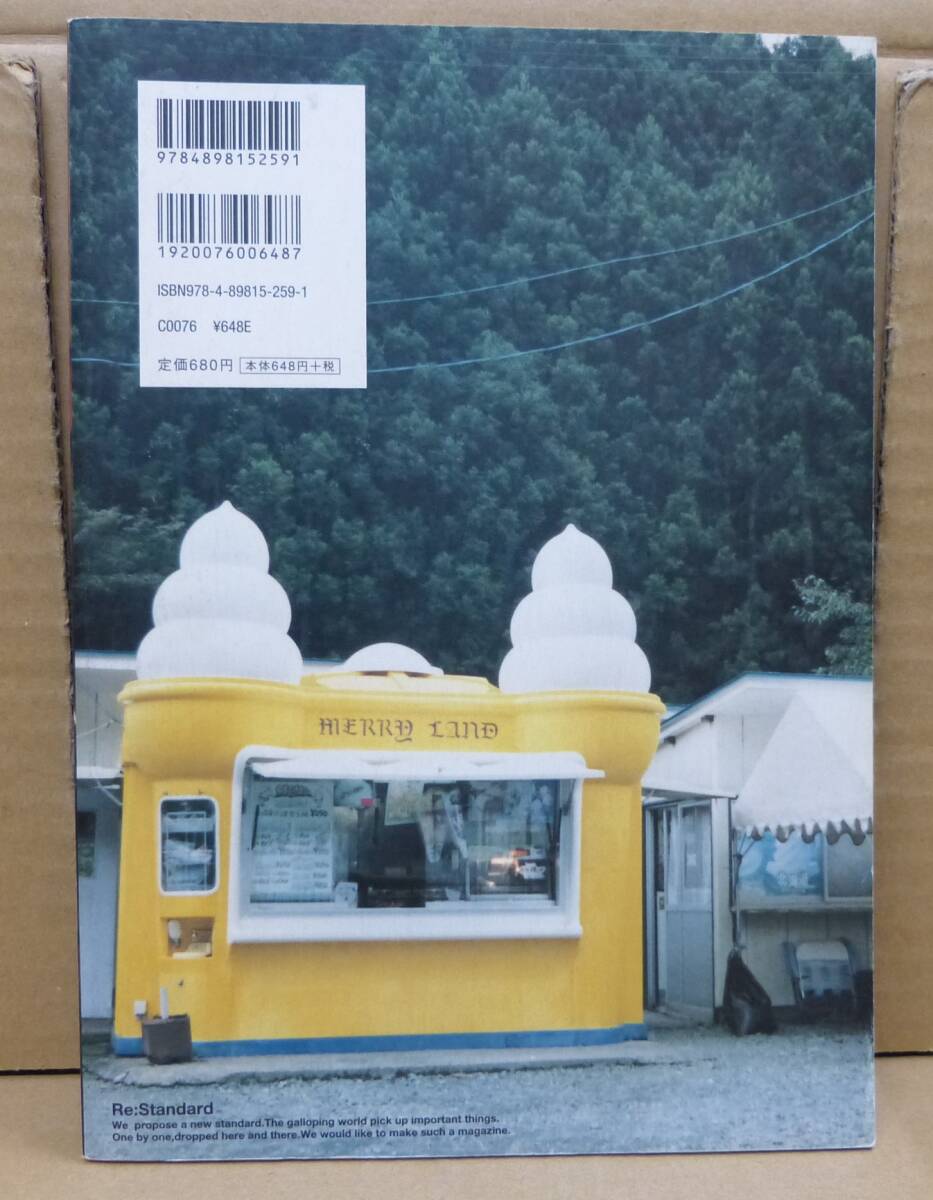 9784898152591
1920076006487
ISBN978-4-89815-259-1
C0076 ¥648E
定価680円 本体648円+税
MERRY LAND
Re:Standard
We propose a new standard.The galloping world pick up important things.
One by one,dropped here and there.We would like to make such a magazine.